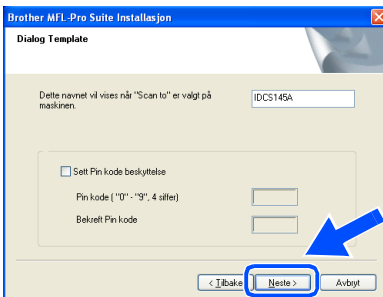 Brother MFL-Pro Suite Installasjon
Dialog Template
Dette navnet vil vises når "Scan to" er valgt på
maskinen.
IDCS145A
Sett Pin kode beskyttelse
Pin kode ( "0" - "9", 4 siffer)
Bekreft Pin kode
< Tilbake
Neste >
Avbryt